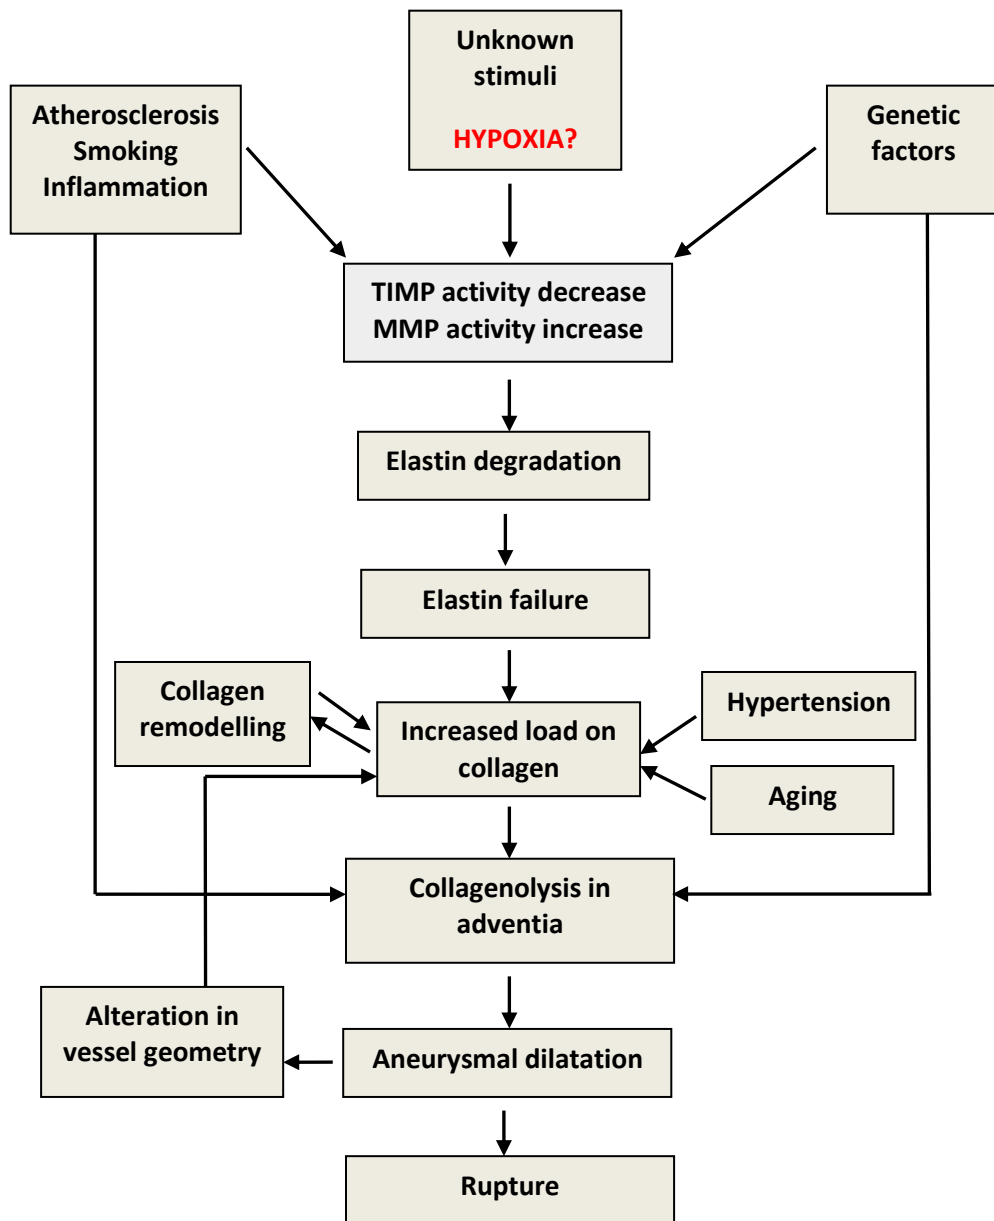 Unknown
stimuli
HYPOXIA?
Atherosclerosis
Smoking
Inflammation
Genetic
factors
TIMP activity decrease
MMP activity increase
Elastin degradation
Elastin failure
Collagen
remodelling
Increased load on
collagen
Hypertension
Aging
Collagenolysis in
adventia
Alteration in
vessel geometry
Aneurysmal dilatation
Rupture